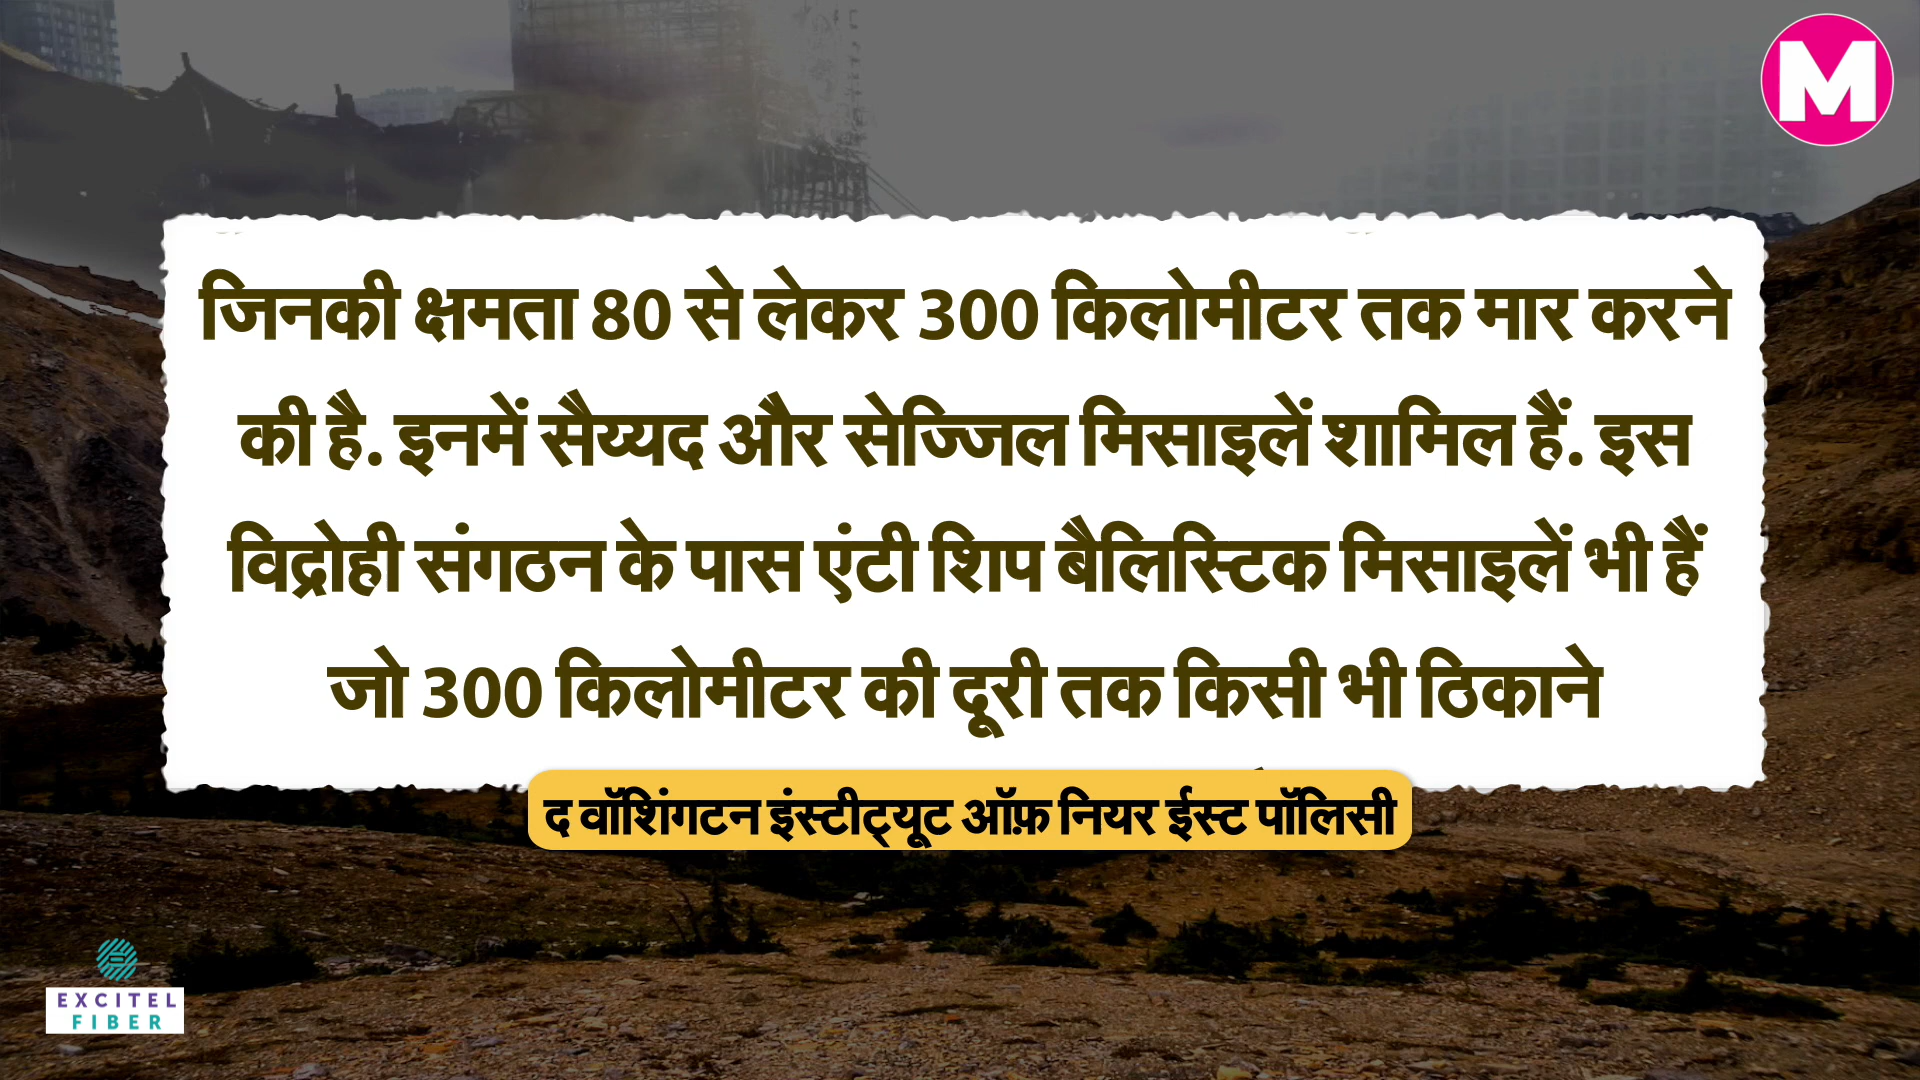 M
जिनकी क्षमता 80 से लेकर 300 किलोमीटर तक मार करने
की है. इनमें सैय्यद और सेज्जिल मिसाइलें शामिल हैं. इस
विद्रोही संगठन के पास एंटी शिप बैलिस्टिक मिसाइलें भी हैं
जो 300 किलोमीटर की दूरी तक किसी भी ठिकाने
द वॉशिंगटन इंस्टीट्यूट ऑफ़ नियर ईस्ट पॉलिसी
EXCITEL
FIBER